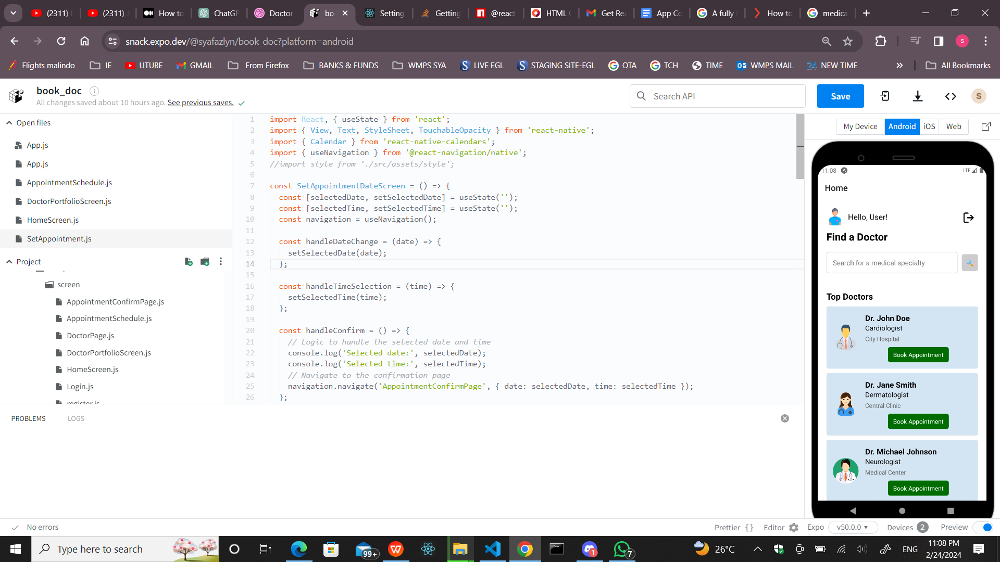 (2311)
(2311)
How to
ChatGP
Doctor
bo
Setting
Getting
@react
HTML
Get Rea
App Co
A fully
How to
medica
snack.expo.dev/@syafazlyn/book_doc?platform=android
S
Flights malindo
IE
UTUBE
GMAIL
From Firefox
BANKS & FUNDS
WMPS SYA
LIVE EGL
STAGING SITE-EGL
OTA
TCH
TIME
WMPS MAIL
NEW TIME
All Bookmarks
book_doc
All changes saved about 10 hours ago. See previous saves.
Search API
Save
S
Open files
App.js
App.js
AppointmentSchedule.js
DoctorPortfolioScreen.js
HomeScreen.js
SetAppointment.js
Project
screen
AppointmentConfirmPage.js
AppointmentSchedule.js
DoctorPage.js
DoctorPortfolioScreen.js
HomeScreen.js
Login.js
register.js
1 import React, { useState } from 'react';
2 import { View, Text, StyleSheet, TouchableOpacity } from 'react-native';
3 import { Calendar } from 'react-native-calendars';
4 import { useNavigation } from '@react-navigation/native';
5 //import style from './src/assets/style';
6
7 const SetAppointmentDateScreen = () => {
8 const [selectedDate, setSelectedDate] = useState('');
9 const [selectedTime, setSelectedTime] = useState('');
10 const navigation = useNavigation();
11
12 const handleDateChange = (date) => {
13 setSelectedDate(date);
14 };
15
16 const handleTimeSelection = (time) => {
17 setSelectedTime(time);
18 };
19
20 const handleConfirm = () => {
21 // Logic to handle the selected date and time
22 console.log('Selected date:', selectedDate);
23 console.log('Selected time:', selectedTime);
24 // Navigate to the confirmation page
25 navigation.navigate('AppointmentConfirmPage', { date: selectedDate, time: selectedTime });
26 };
My Device
Android
iOS
Web
11:08
LTE
Home
Hello, User!
Find a Doctor
Search for a medical specialty
Top Doctors
Dr. John Doe
Cardiologist
City Hospital
Book Appointment
Dr. Jane Smith
Dermatologist
Central Clinic
Book Appointment
Dr. Michael Johnson
Neurologist
Medical Center
Book Appointment
PROBLEMS
LOGS
No errors
Prettier {}
Editor
Expo
v50.0.0
Devices 2
Preview
Type here to search
99+
1
7
26°C
ENG
11:08 PM
2/24/2024